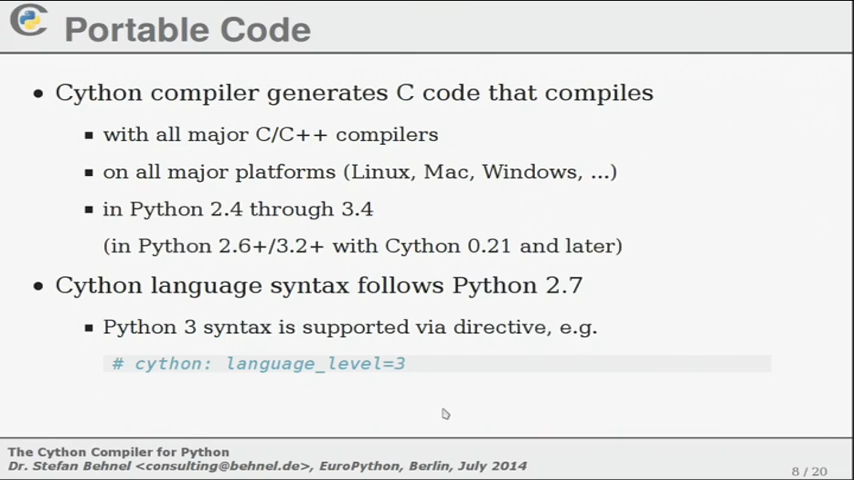 Portable Code
• Cython compiler generates C code that compiles
▪ with all major C/C++ compilers
▪ on all major platforms (Linux, Mac, Windows, ...)
▪ in Python 2.4 through 3.4
(in Python 2.6+/3.2+ with Cython 0.21 and later)
• Cython language syntax follows Python 2.7
▪ Python 3 syntax is supported via directive, e.g.
# cython: language_level=3
The Cython Compiler for Python
Dr. Stefan Behnel <consulting@behnel.de>, EuroPython, Berlin, July 2014
8 / 20